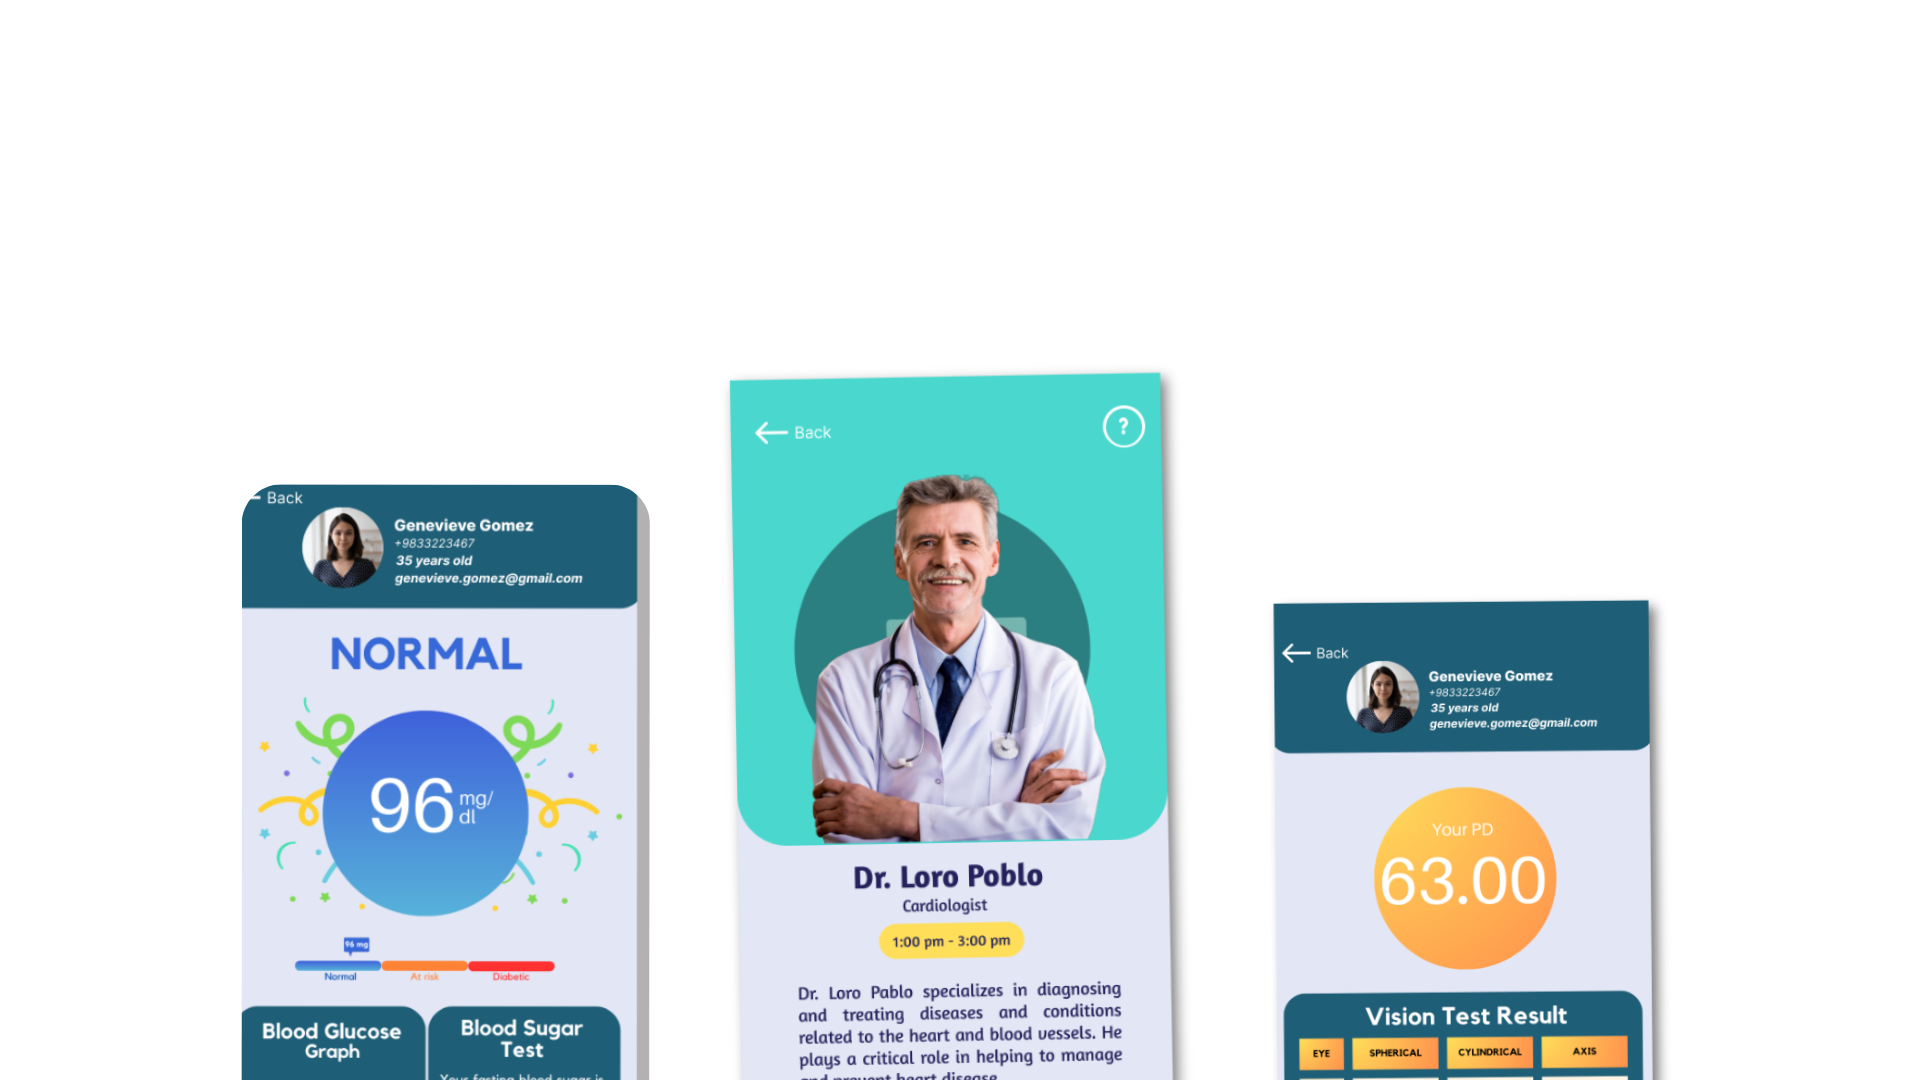 Back
Genevieve Gomez
+9833223467
35 years old
genevieve.gomez@gmail.com
NORMAL
96 mg/
dl
96 mg
Normal At risk Diabetic
Blood Glucose
Graph
Blood Sugar
Test
Your fasting blood sugar is
Back
?
Dr. Loro Poblo
Cardiologist
1:00 pm - 3:00 pm
Dr. Loro Pablo specializes in diagnosing
and treating diseases and conditions
related to the heart and blood vessels. He
plays a critical role in helping to manage
and prevent heart disease.
Back
Genevieve Gomez
+9833223467
35 years old
genevieve.gomez@gmail.com
Your PD
63.00
Vision Test Result
EYE SPHERICAL CYLINDRICAL AXIS